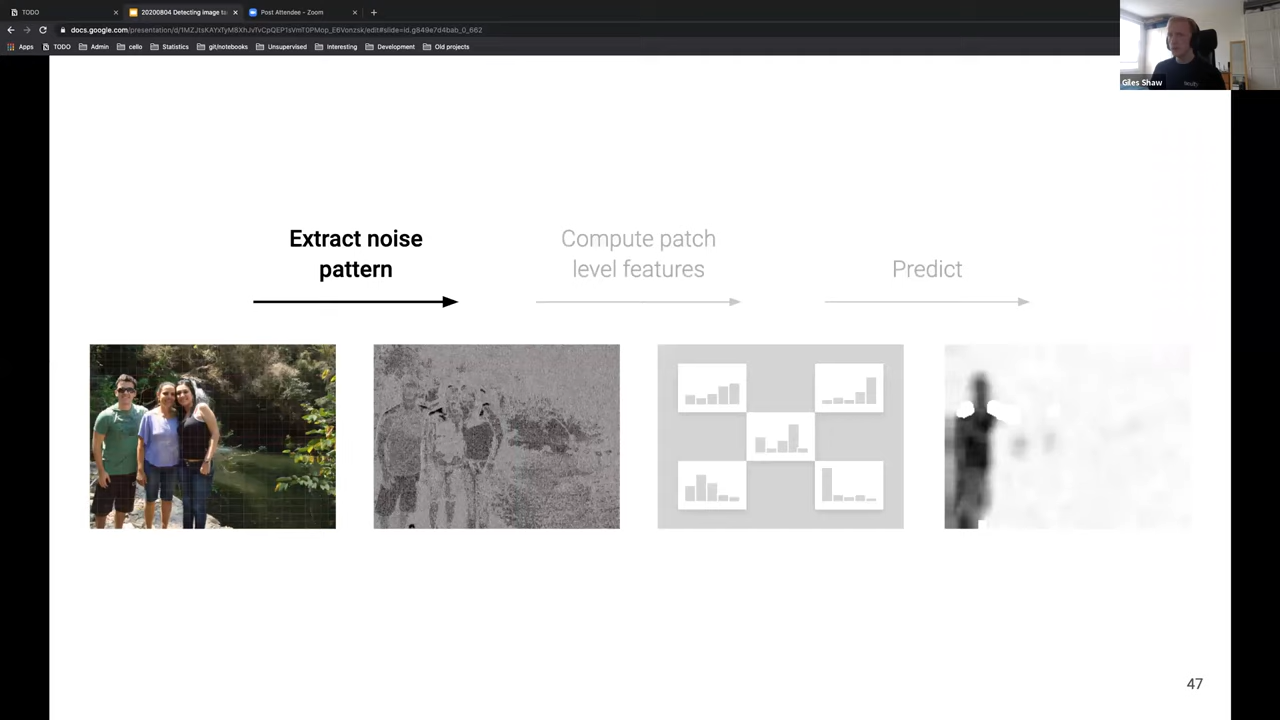 TODO
20200804 Detecting image ta
Post Attendee - Zoom
docs.google.com/presentation/d/1MZJtsKAYxTyMBXhJvTvCpQEP1sVmTDPMop_E6Vonzsk/edit#slide=id.g849e7d4bab_0_662
Apps TODO Admin cello Statistics git/notebooks Unsupervised Interesting Development Old projects
Giles Shaw
Extract noise
pattern
Compute patch
level features
Predict
47